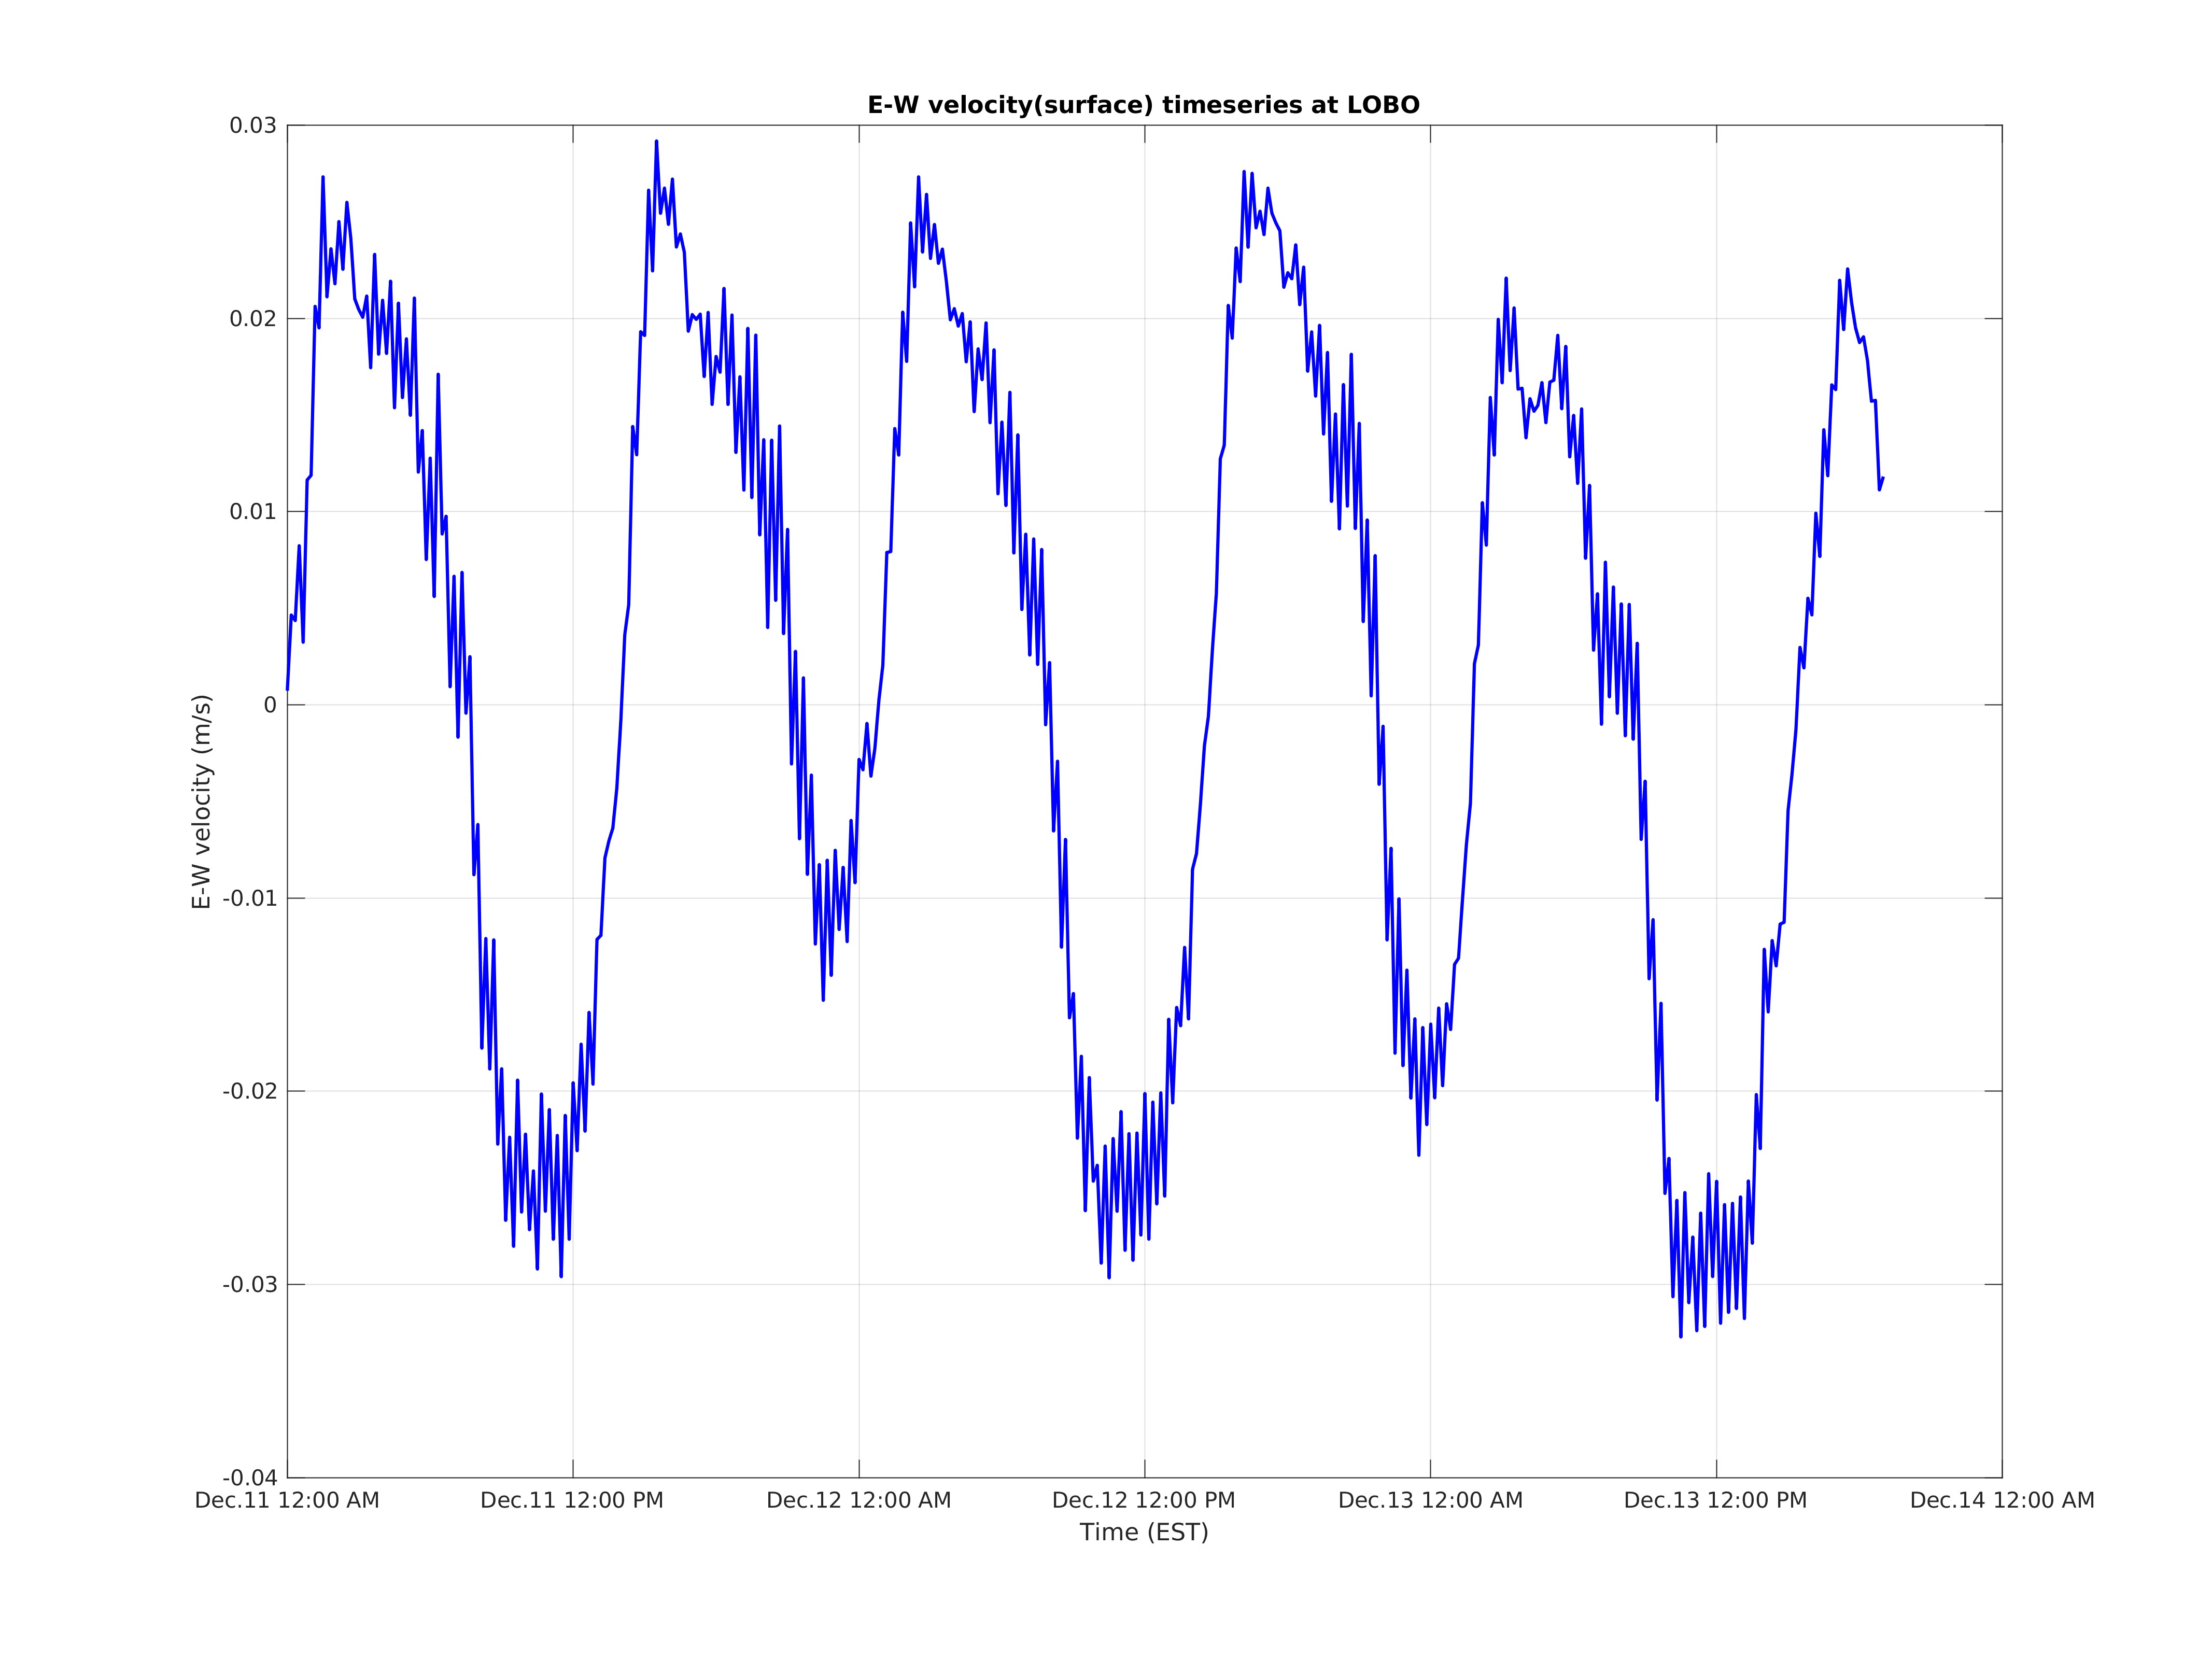 E-W velocity(surface) timeseries at LOBO
0.03
0.02
0.01
0
-0.01
-0.02
-0.03
-0.04
E-W velocity (m/s)
Dec.11 12:00 AM Dec.11 12:00 PM Dec.12 12:00 AM Dec.12 12:00 PM Dec.13 12:00 AM Dec.13 12:00 PM Dec.14 12:00 AM
Time (EST)